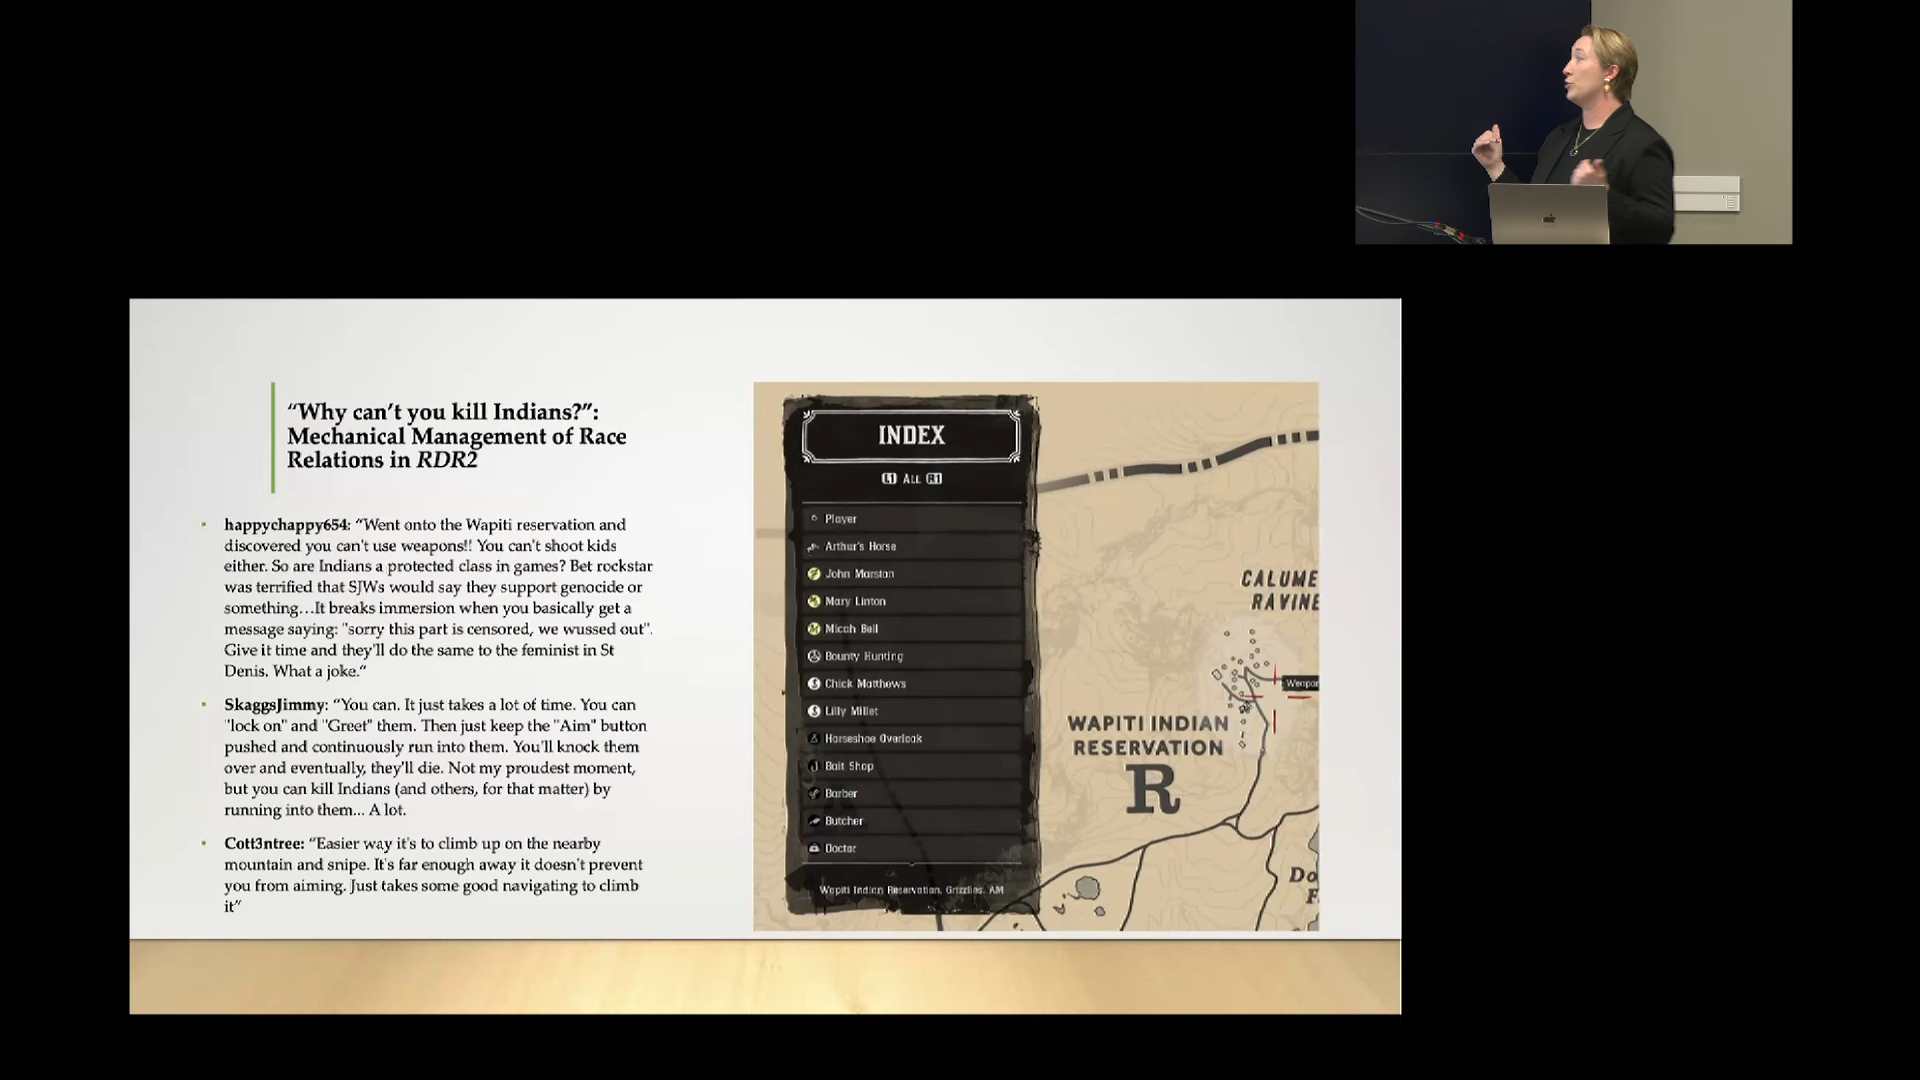 “Why can’t you kill Indians?”:
Mechanical Management of Race
Relations in RDR2
happychappy654: “Went onto the Wapiti reservation and
discovered you can't use weapons!! You can't shoot kids
either. So are Indians a protected class in games? Bet rockstar
was terrified that SJWs would say they support genocide or
something…It breaks immersion when you basically get a
message saying: "sorry this part is censored, we wussed out".
Give it time and they'll do the same to the feminist in St
Denis. What a joke.“
SkaggsJimmy: “You can. It just takes a lot of time. You can
"lock on" and "Greet" them. Then just keep the "Aim" button
pushed and continuously run into them. You'll knock them
over and eventually, they'll die. Not my proudest moment,
but you can kill Indians (and others, for that matter) by
running into them... A lot.
Cott3ntree: “Easier way it's to climb up on the nearby
mountain and snipe. It's far enough away it doesn't prevent
you from aiming. Just takes some good navigating to climb
it”
INDEX
L1 ALL R1
Player
Arthur's Horse
John Marston
Mary Linton
Micah Bell
Bounty Hunting
Chick Matthews
Lilly Millet
Horseshoe Overlook
Bait Shop
Barber
Butcher
Doctor
Wapiti Indian Reservation, Grizzlies, AM
CALUME
RAVINE
Weapon
WAPITI INDIAN
RESERVATION
R
Do
F